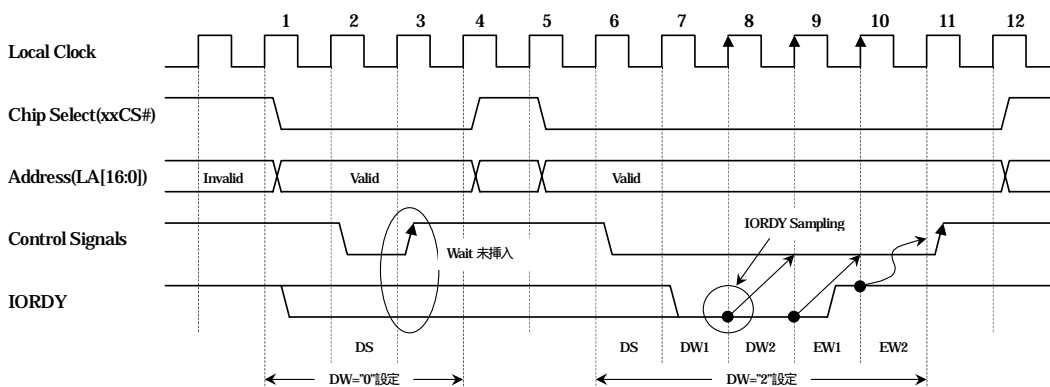 1 2 3 4 5 6 7 8 9 10 11 12
Local Clock
Chip Select(xxCS#)
Address(LA[16:0])
Invalid Valid Valid
IORDY Sampling
Control Signals
Wait 未挿入
IORDY
DS DS DW1 DW2 EW1 EW2
DW="0"設定 DW="2"設定